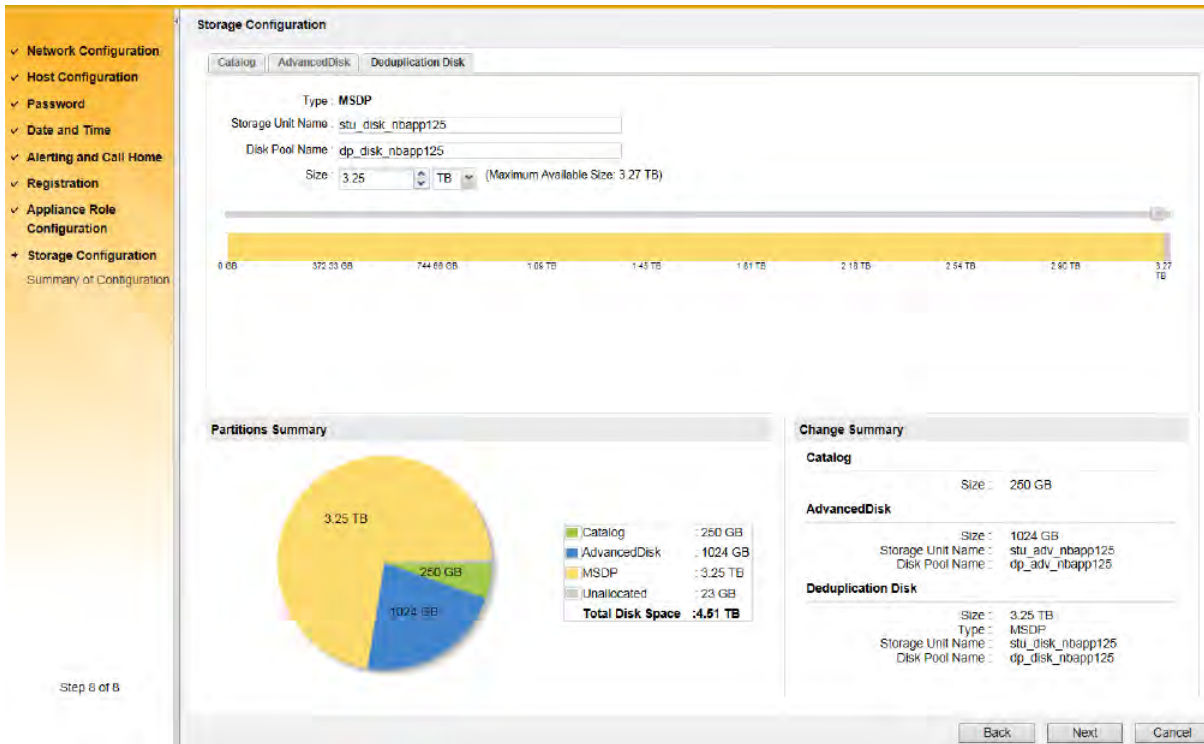 Storage Configuration
✓ Network Configuration
✓ Host Configuration
✓ Password
✓ Date and Time
✓ Alerting and Call Home
✓ Registration
✓ Appliance Role
Configuration
Storage Configuration
Summary of Configuration
Step 8 of 8
Catalog AdvancedDisk Deduplication Disk
Type : MSDP
Storage Unit Name : stu_disk_nbapp125
Disk Pool Name : dp_disk_nbapp125
Size : 3.25 TB (Maximum Available Size: 3.27 TB)
0 GB 372.33 GB 744.66 GB 1.09 TB 1.45 TB 1.81 TB 2.18 TB 2.54 TB 2.90 TB 3.27
TB
Partitions Summary
3.25 TB
250 GB
1024 GB
Catalog : 250 GB
AdvancedDisk : 1024 GB
MSDP : 3.25 TB
Unallocated : 23 GB
Total Disk Space :4.51 TB
Change Summary
Catalog
Size : 250 GB
AdvancedDisk
Size : 1024 GB
Storage Unit Name : stu_adv_nbapp125
Disk Pool Name : dp_adv_nbapp125
Deduplication Disk
Size : 3.25 TB
Type : MSDP
Storage Unit Name : stu_disk_nbapp125
Disk Pool Name : dp_disk_nbapp125
Back Next Cancel